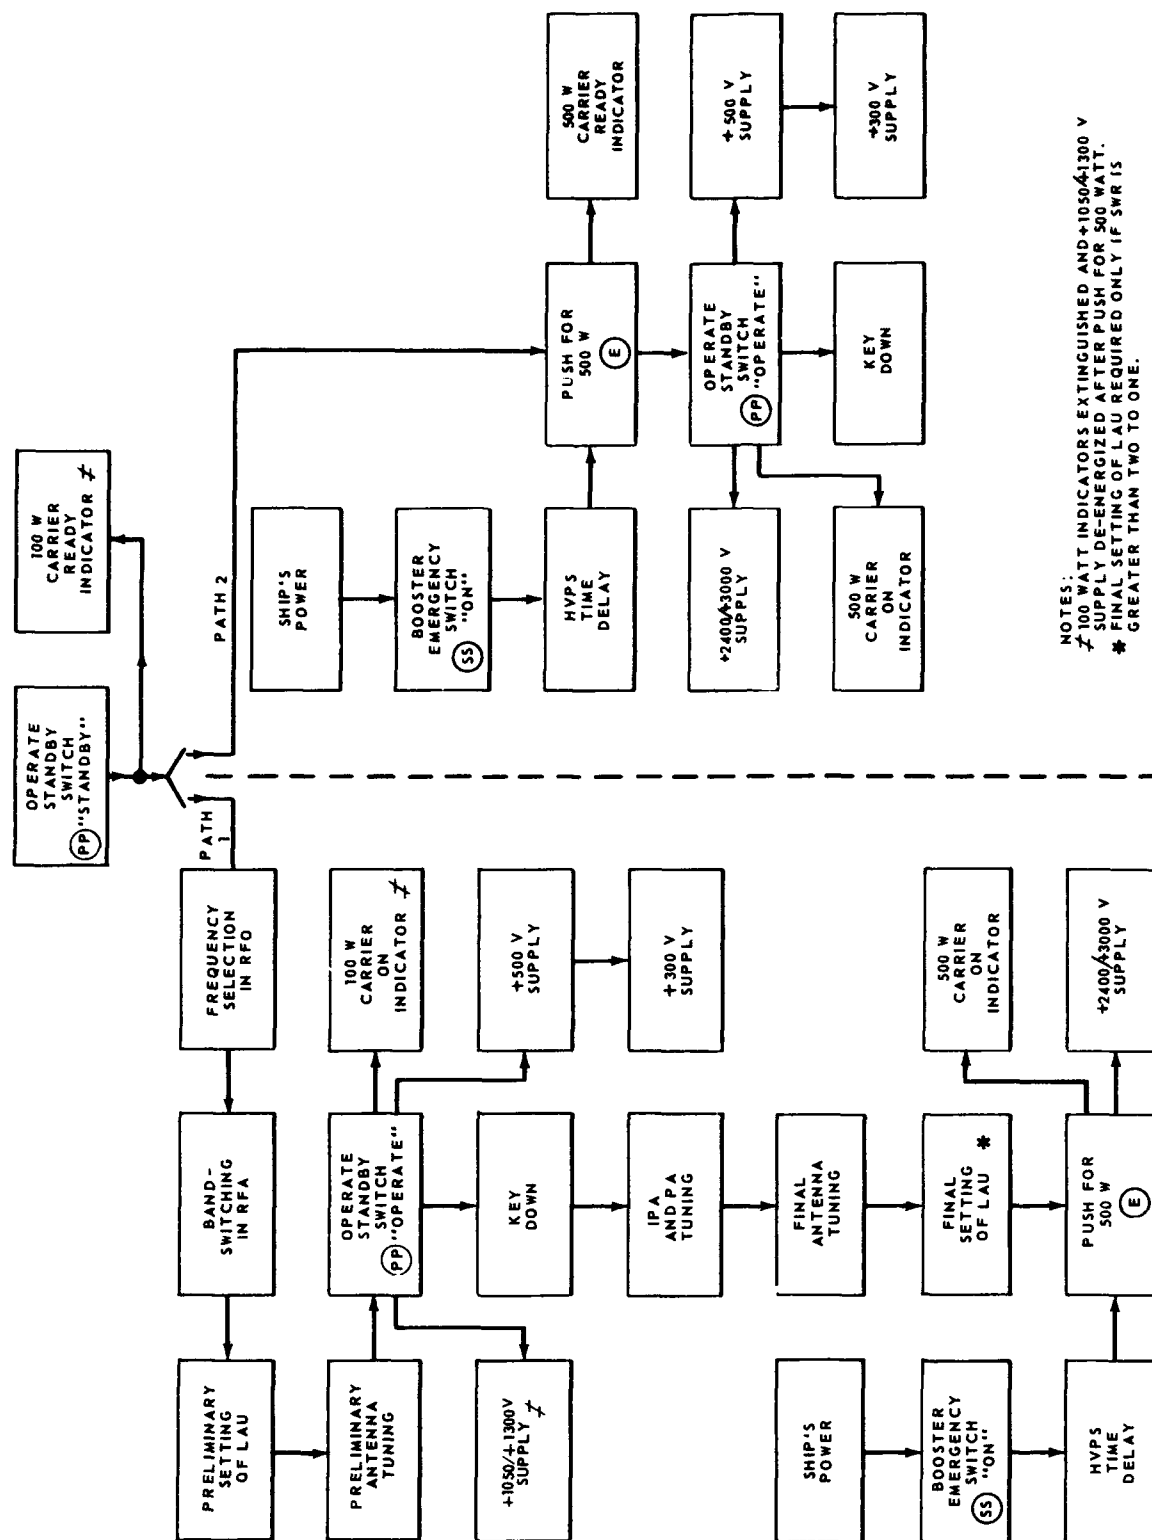 OPERATE
STANDBY
SWITCH
PP "STANDBY"
100 W
CARRIER
READY
INDICATOR ≠
PATH
1
PATH 2
FREQUENCY
SELECTION
IN RFO
BAND-
SWITCHING
IN RFA
PRELIMINARY
SETTING
OF LAU
PRELIMINARY
ANTENNA
TUNING
OPERATE
STANDBY
SWITCH
PP "OPERATE"
100 W
CARRIER
ON
INDICATOR ≠
+1050/+1300V
SUPPLY ≠
KEY
DOWN
+500 V
SUPPLY
+300 V
SUPPLY
IPA
AND PA
TUNING
FINAL
ANTENNA
TUNING
SHIP'S
POWER
BOOSTER
EMERGENCY
SWITCH
SS "ON"
FINAL
SETTING
OF LAU *
500 W
CARRIER
ON
INDICATOR
HVPS
TIME
DELAY
PUSH FOR
500 W
E
+2400/+3000 V
SUPPLY
SHIP'S
POWER
BOOSTER
EMERGENCY
SWITCH
"ON"
SS
HVPS
TIME
DELAY
PUSH FOR
500 W
E
500 W
CARRIER
READY
INDICATOR
+2400/+3000 V
SUPPLY
OPERATE
STANDBY
SWITCH
PP "OPERATE"
+500 V
SUPPLY
500 W
CARRIER
ON
INDICATOR
KEY
DOWN
+300 V
SUPPLY
NOTES:
≠ 100 WATT INDICATORS EXTINGUISHED AND +1050/+1300 V
SUPPLY DE-ENERGIZED AFTER PUSH FOR 500 WATT.
* FINAL SETTING OF LAU REQUIRED ONLY IF SWR IS
GREATER THAN TWO TO ONE.